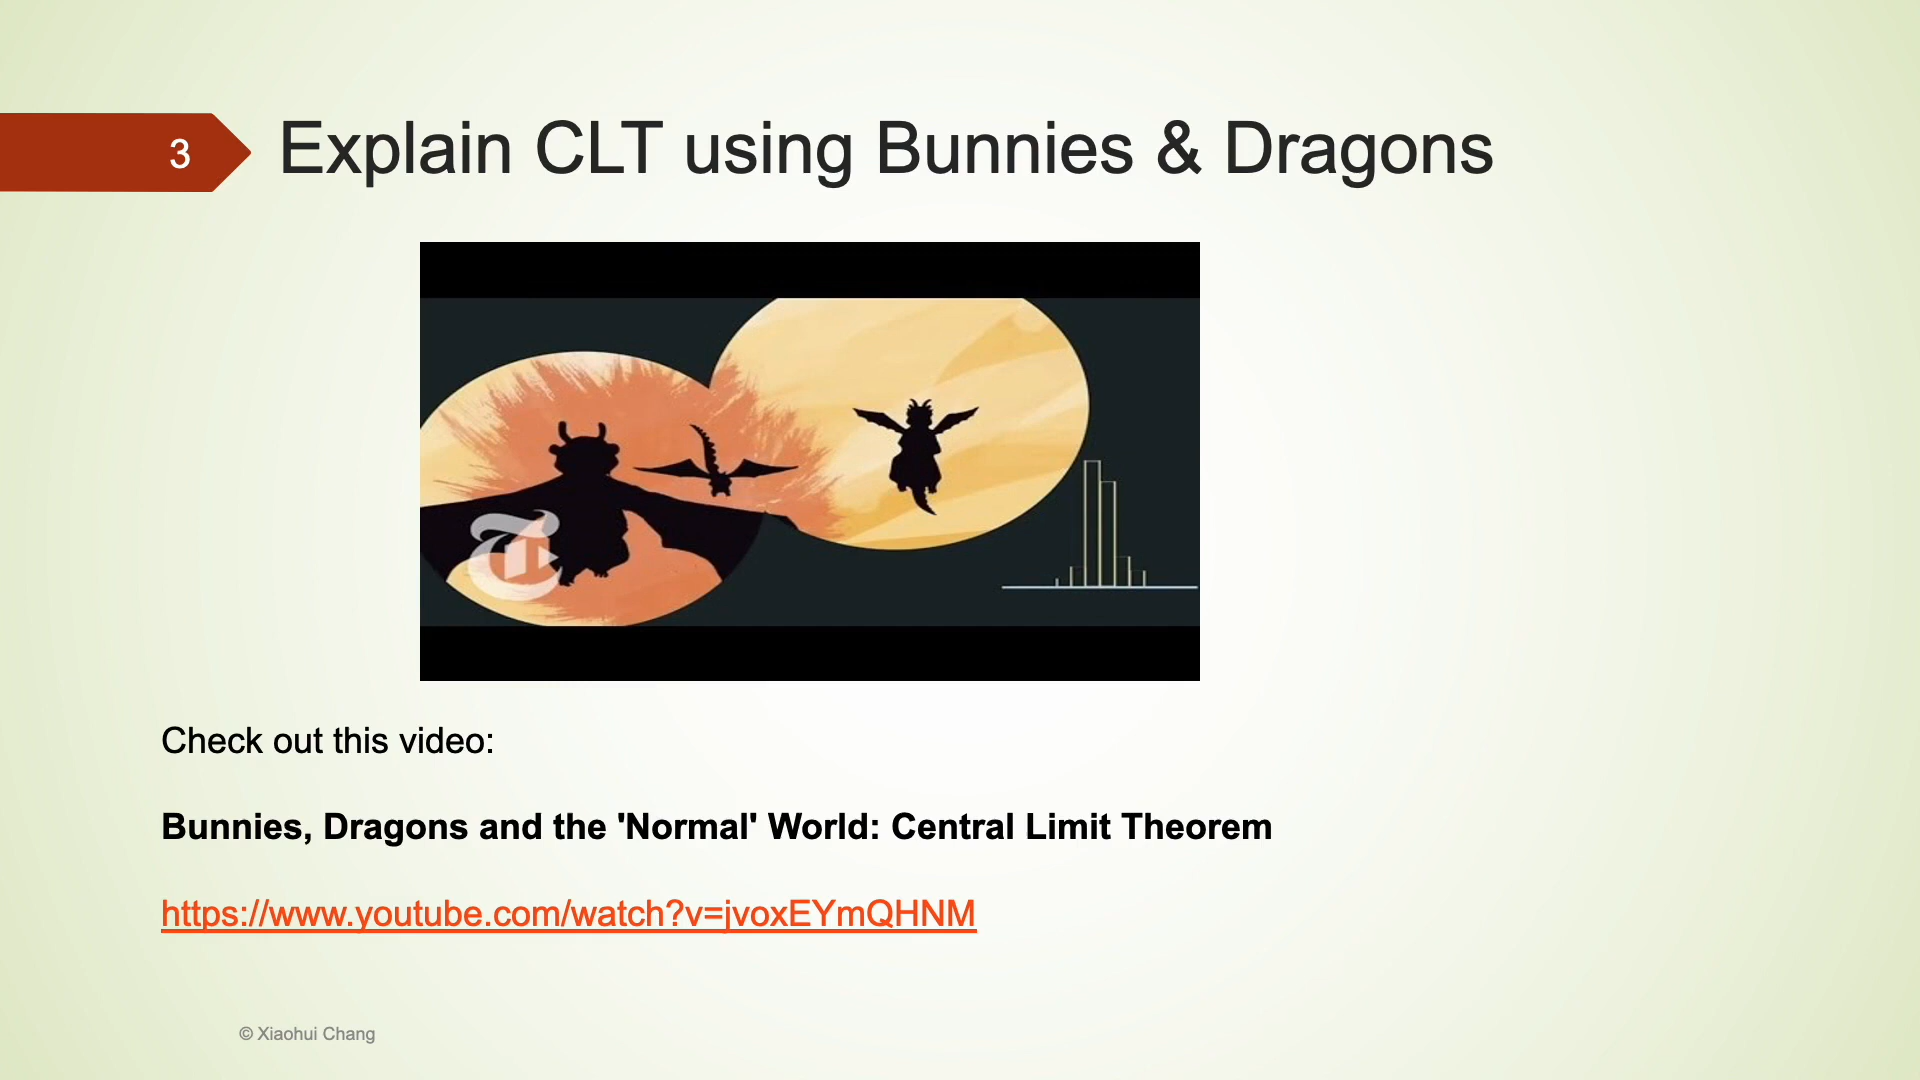 3
Explain CLT using Bunnies & Dragons
T
Check out this video:
Bunnies, Dragons and the 'Normal' World: Central Limit Theorem
https://www.youtube.com/watch?v=jvoxEYmQHNM
© Xiaohui Chang